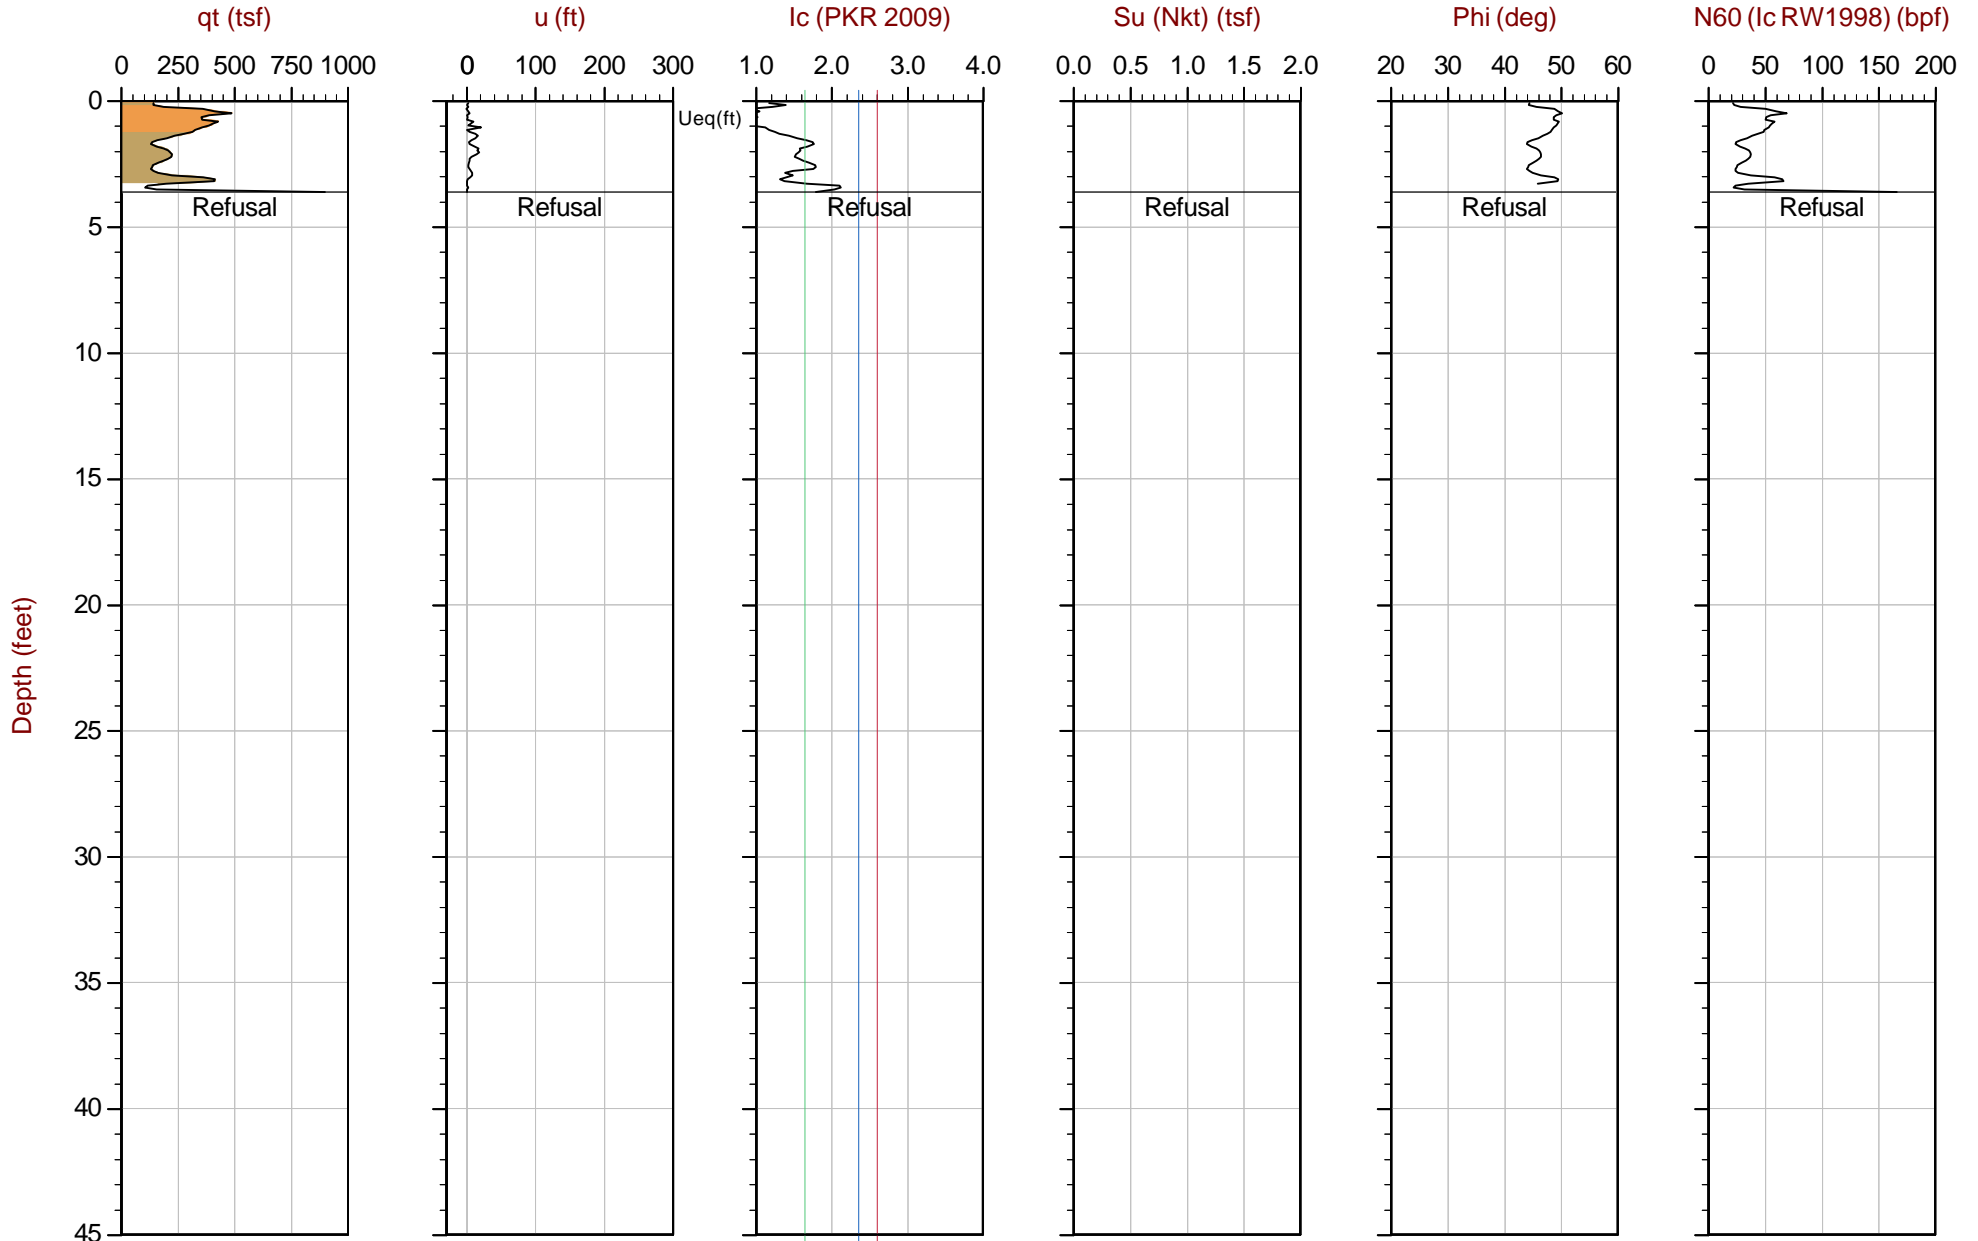 qt (tsf) u (ft) Ic (PKR 2009) Su (Nkt) (tsf) Phi (deg) N60 (Ic RW1998) (bpf)
0 250 500 750 1000 0 100 200 300 1.0 2.0 3.0 4.0 0.0 0.5 1.0 1.5 2.0 20 30 40 50 60 0 50 100 150 200
0
Ueq(ft)
Refusal Refusal Refusal Refusal Refusal Refusal
5
10
15
20
Depth (feet)
25
30
35
40
45